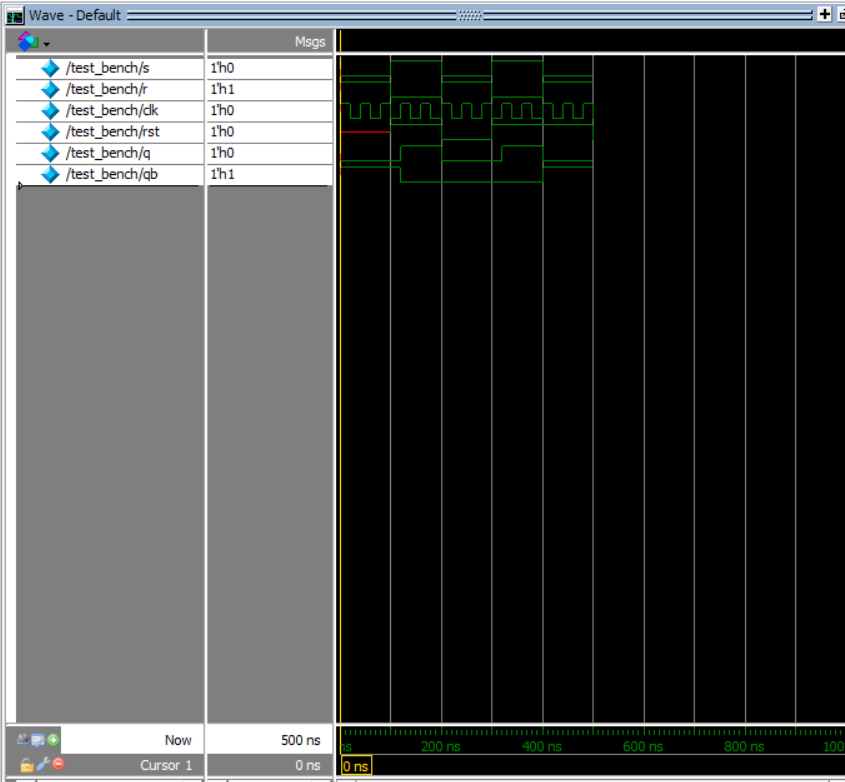 Wave - Default
Msgs
/test_bench/s 1'h0
/test_bench/r 1'h1
/test_bench/clk 1'h0
/test_bench/rst 1'h0
/test_bench/q 1'h0
/test_bench/qb 1'h1
Now 500 ns ns 200 ns 400 ns 600 ns 800 ns 100
Cursor 1 0 ns 0 ns